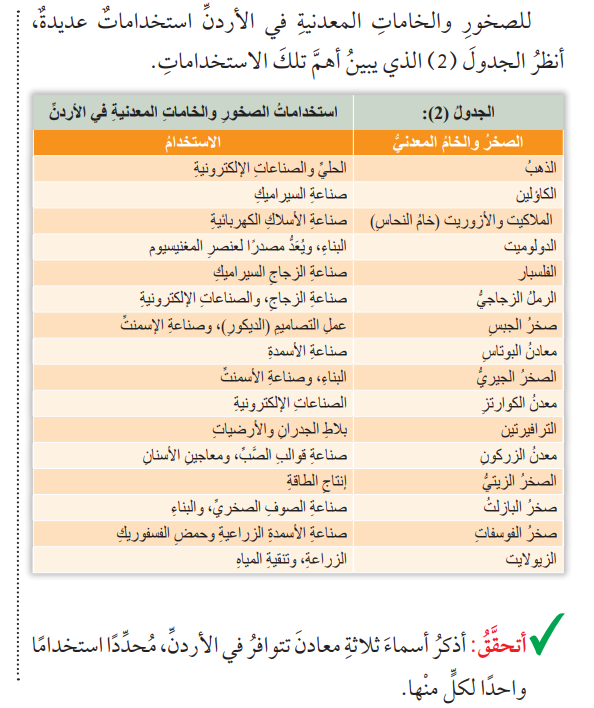 للصخورِ والخاماتِ المعدنيةِ في الأردنِّ استخداماتٌ عديدةٌ،
أنظرُ الجدولَ (2) الذي يبينُ أهمَّ تلكَ الاستخداماتِ.
الجدولُ (2): استخداماتُ الصخورِ والخاماتِ المعدنيةِ في الأردنِّ
الصخرُ والخامُ المعدنيُّ الاستخدامُ
الذهبُ الحليِّ والصناعاتِ الإلكترونيةِ
الكاؤلين صناعةِ السيراميكِ
الملاكيت والأزوريت (خامُ النحاسِ) صناعةِ الأسلاكِ الكهربائيةِ
الدولوميت البناءِ، ويُعَدُّ مصدرًا لعنصرِ المغنيسيوم
الفلسبار صناعةِ الزجاجِ السيراميكِ
الرملُ الزجاجيُّ صناعةِ الزجاجِ، والصناعاتِ الإلكترونيةِ
صخرُ الجبسِ عملِ التصاميمِ (الديكورِ)، وصناعةِ الإسمنتِّ
معادنُ البوتاسِ صناعةِ الأسمدةِ
الصخرُ الجيريُّ البناءِ، وصناعةِ الأسمنتِّ
معدنُ الكوارتزِ الصناعاتِ الإلكترونيةِ
الترافيرتين بلاطِ الجدرانِ والأرضياتِ
معدنُ الزركونِ صناعةِ قوالبِ الصَّبِّ، ومعاجينِ الأسنانِ
الصخرُ الزيتيُّ إنتاجِ الطاقةِ
صخرُ البازلتُ صناعةِ الصوفِ الصخريِّ، والبناءِ
صخرُ الفوسفاتِ صناعةِ الأسمدةِ الزراعيةِ وحمضِ الفسفوريكِ
الزيولايت الزراعةِ، وتنقيةِ المياهِ
أتحقَّقُ: أذكرُ أسماءَ ثلاثةِ معادنَ تتوافرُ في الأردنِّ، مُحدِّدًا استخدامًا
واحدًا لكلٍّ منْها.